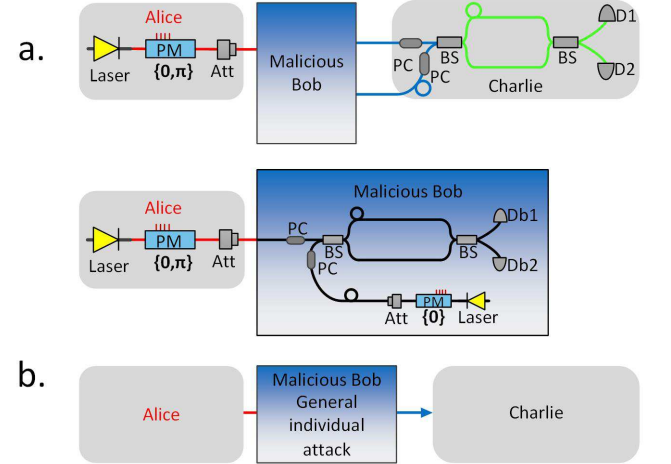 a.
Alice
PM
Laser
{0,π}
Att
Malicious
Bob
PC
PC
BS
BS
D1
D2
Charlie
Malicious Bob
Alice
PM
Laser
{0,π}
Att
PC
PC
BS
BS
Db1
Db2
Att
PM
{0}
Laser
b.
Alice
Malicious Bob
General
individual
attack
Charlie